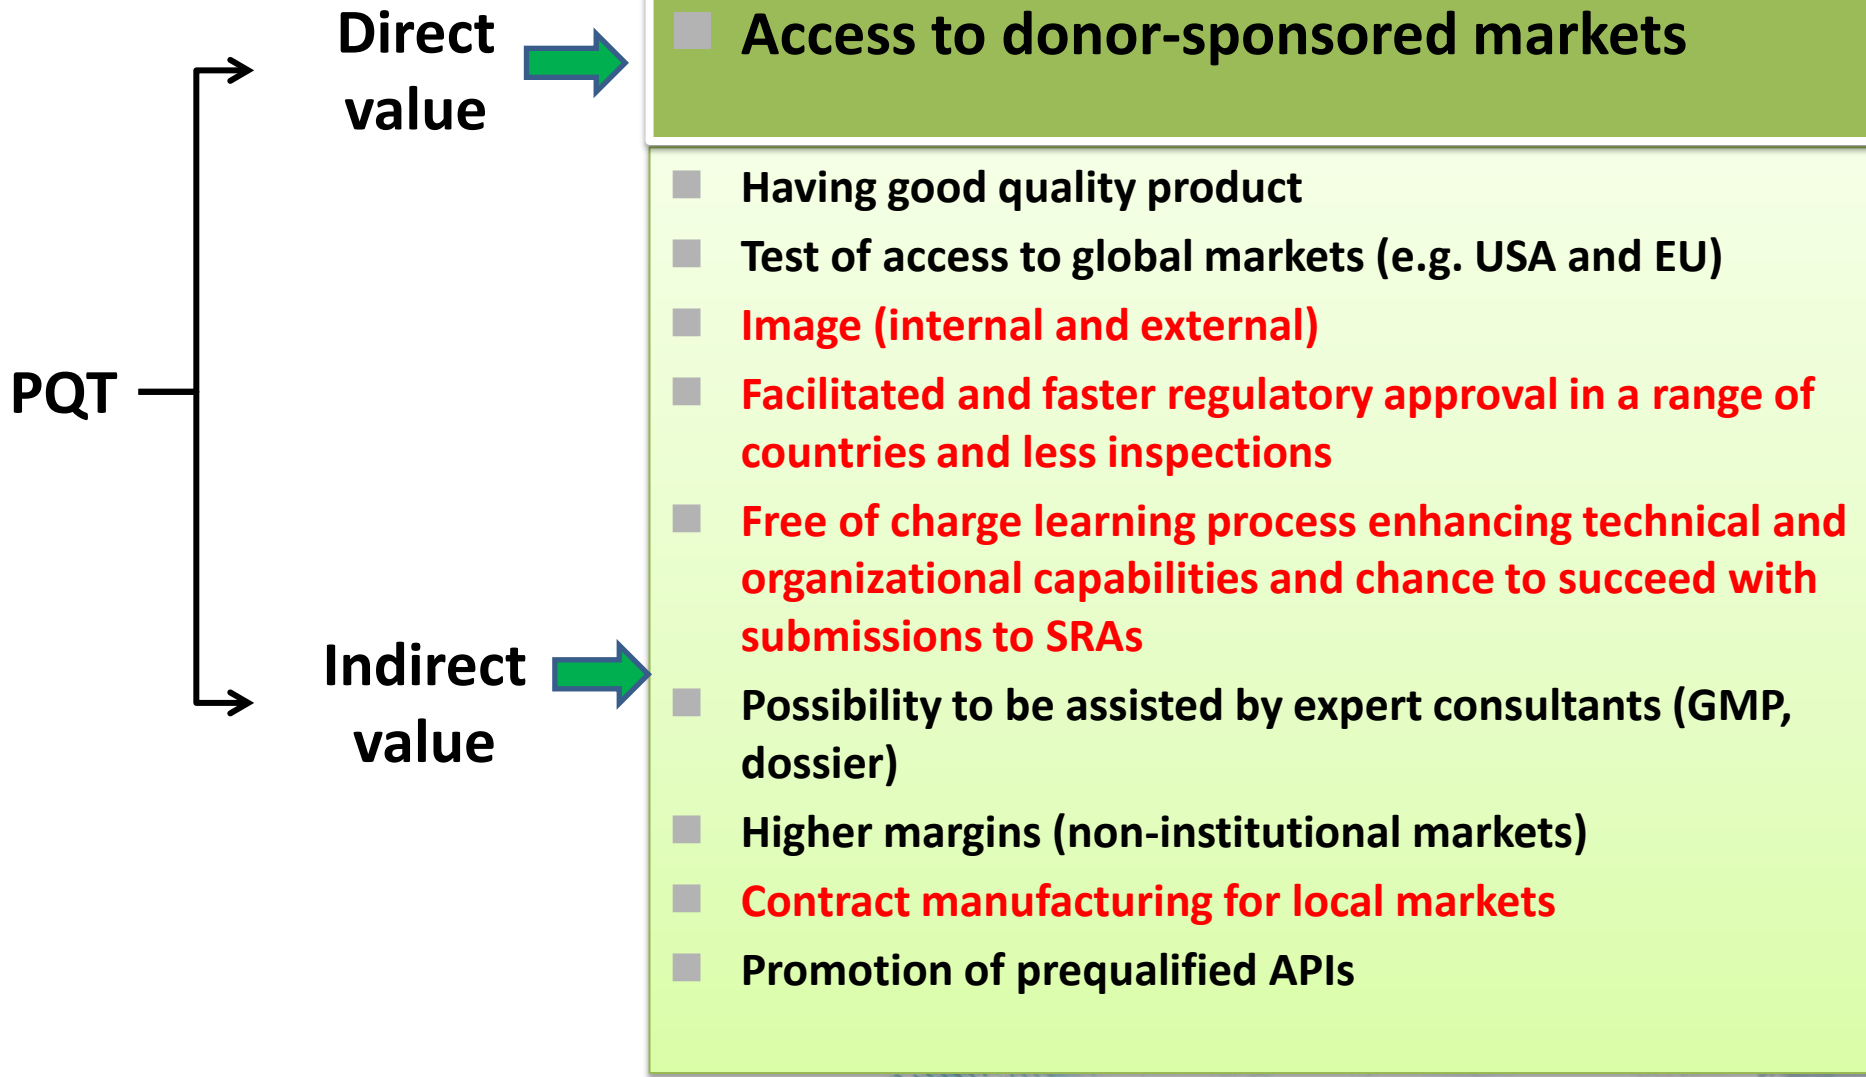 PQT
Direct
value
Access to donor-sponsored markets
Indirect
value
Having good quality product
Test of access to global markets (e.g. USA and EU)
Image (internal and external)
Facilitated and faster regulatory approval in a range of
countries and less inspections
Free of charge learning process enhancing technical and
organizational capabilities and chance to succeed with
submissions to SRAs
Possibility to be assisted by expert consultants (GMP,
dossier)
Higher margins (non-institutional markets)
Contract manufacturing for local markets
Promotion of prequalified APIs